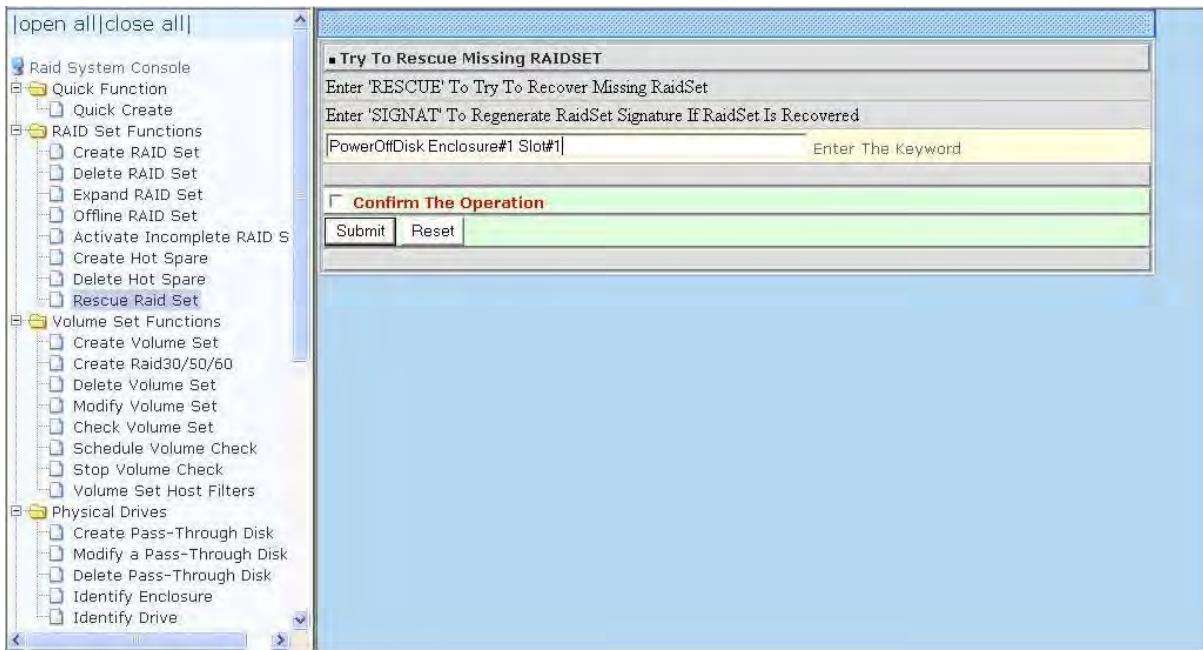 |open all|close all|
Raid System Console
Quick Function
Quick Create
RAID Set Functions
Create RAID Set
Delete RAID Set
Expand RAID Set
Offline RAID Set
Activate Incomplete RAID S
Create Hot Spare
Delete Hot Spare
Rescue Raid Set
Volume Set Functions
Create Volume Set
Create Raid30/50/60
Delete Volume Set
Modify Volume Set
Check Volume Set
Schedule Volume Check
Stop Volume Check
Volume Set Host Filters
Physical Drives
Create Pass-Through Disk
Modify a Pass-Through Disk
Delete Pass-Through Disk
Identify Enclosure
Identify Drive
Try To Rescue Missing RAIDSET
Enter 'RESCUE' To Try To Recover Missing RaidSet
Enter 'SIGNAT' To Regenerate RaidSet Signature If RaidSet Is Recovered
PowerOffDisk Enclosure#1 Slot#1 Enter The Keyword
Confirm The Operation
Submit Reset